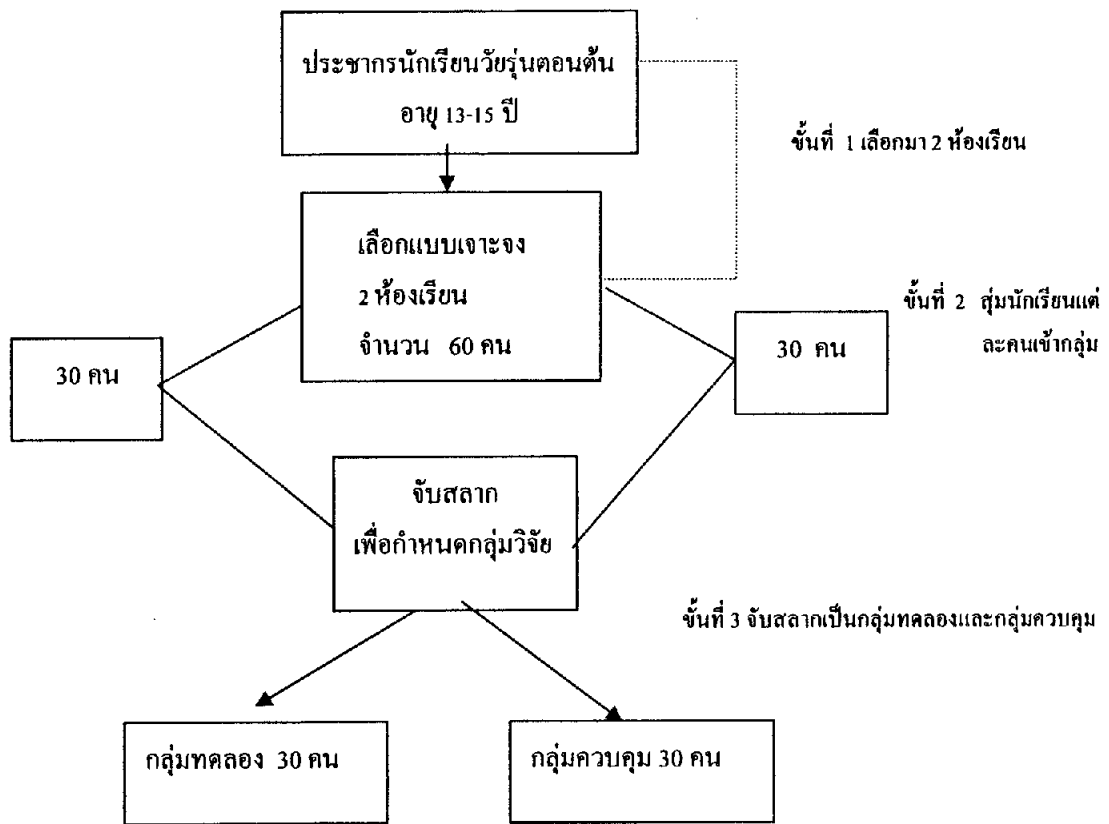 ประชากรนักเรียนวัยรุ่นตอนต้น
อายุ 13-15 ปี
ขั้นที่ 1 เลือกมา 2 ห้องเรียน
เลือกแบบเจาะจง
2 ห้องเรียน
จำนวน 60 คน
ขั้นที่ 2 สุ่มนักเรียนแต่
ละคนเข้ากลุ่ม
30 คน
30 คน
จับสลาก
เพื่อกำหนดกลุ่มวิจัย
ขั้นที่ 3 จับสลากเป็นกลุ่มทดลองและกลุ่มควบคุม
กลุ่มทดลอง 30 คน
กลุ่มควบคุม 30 คน